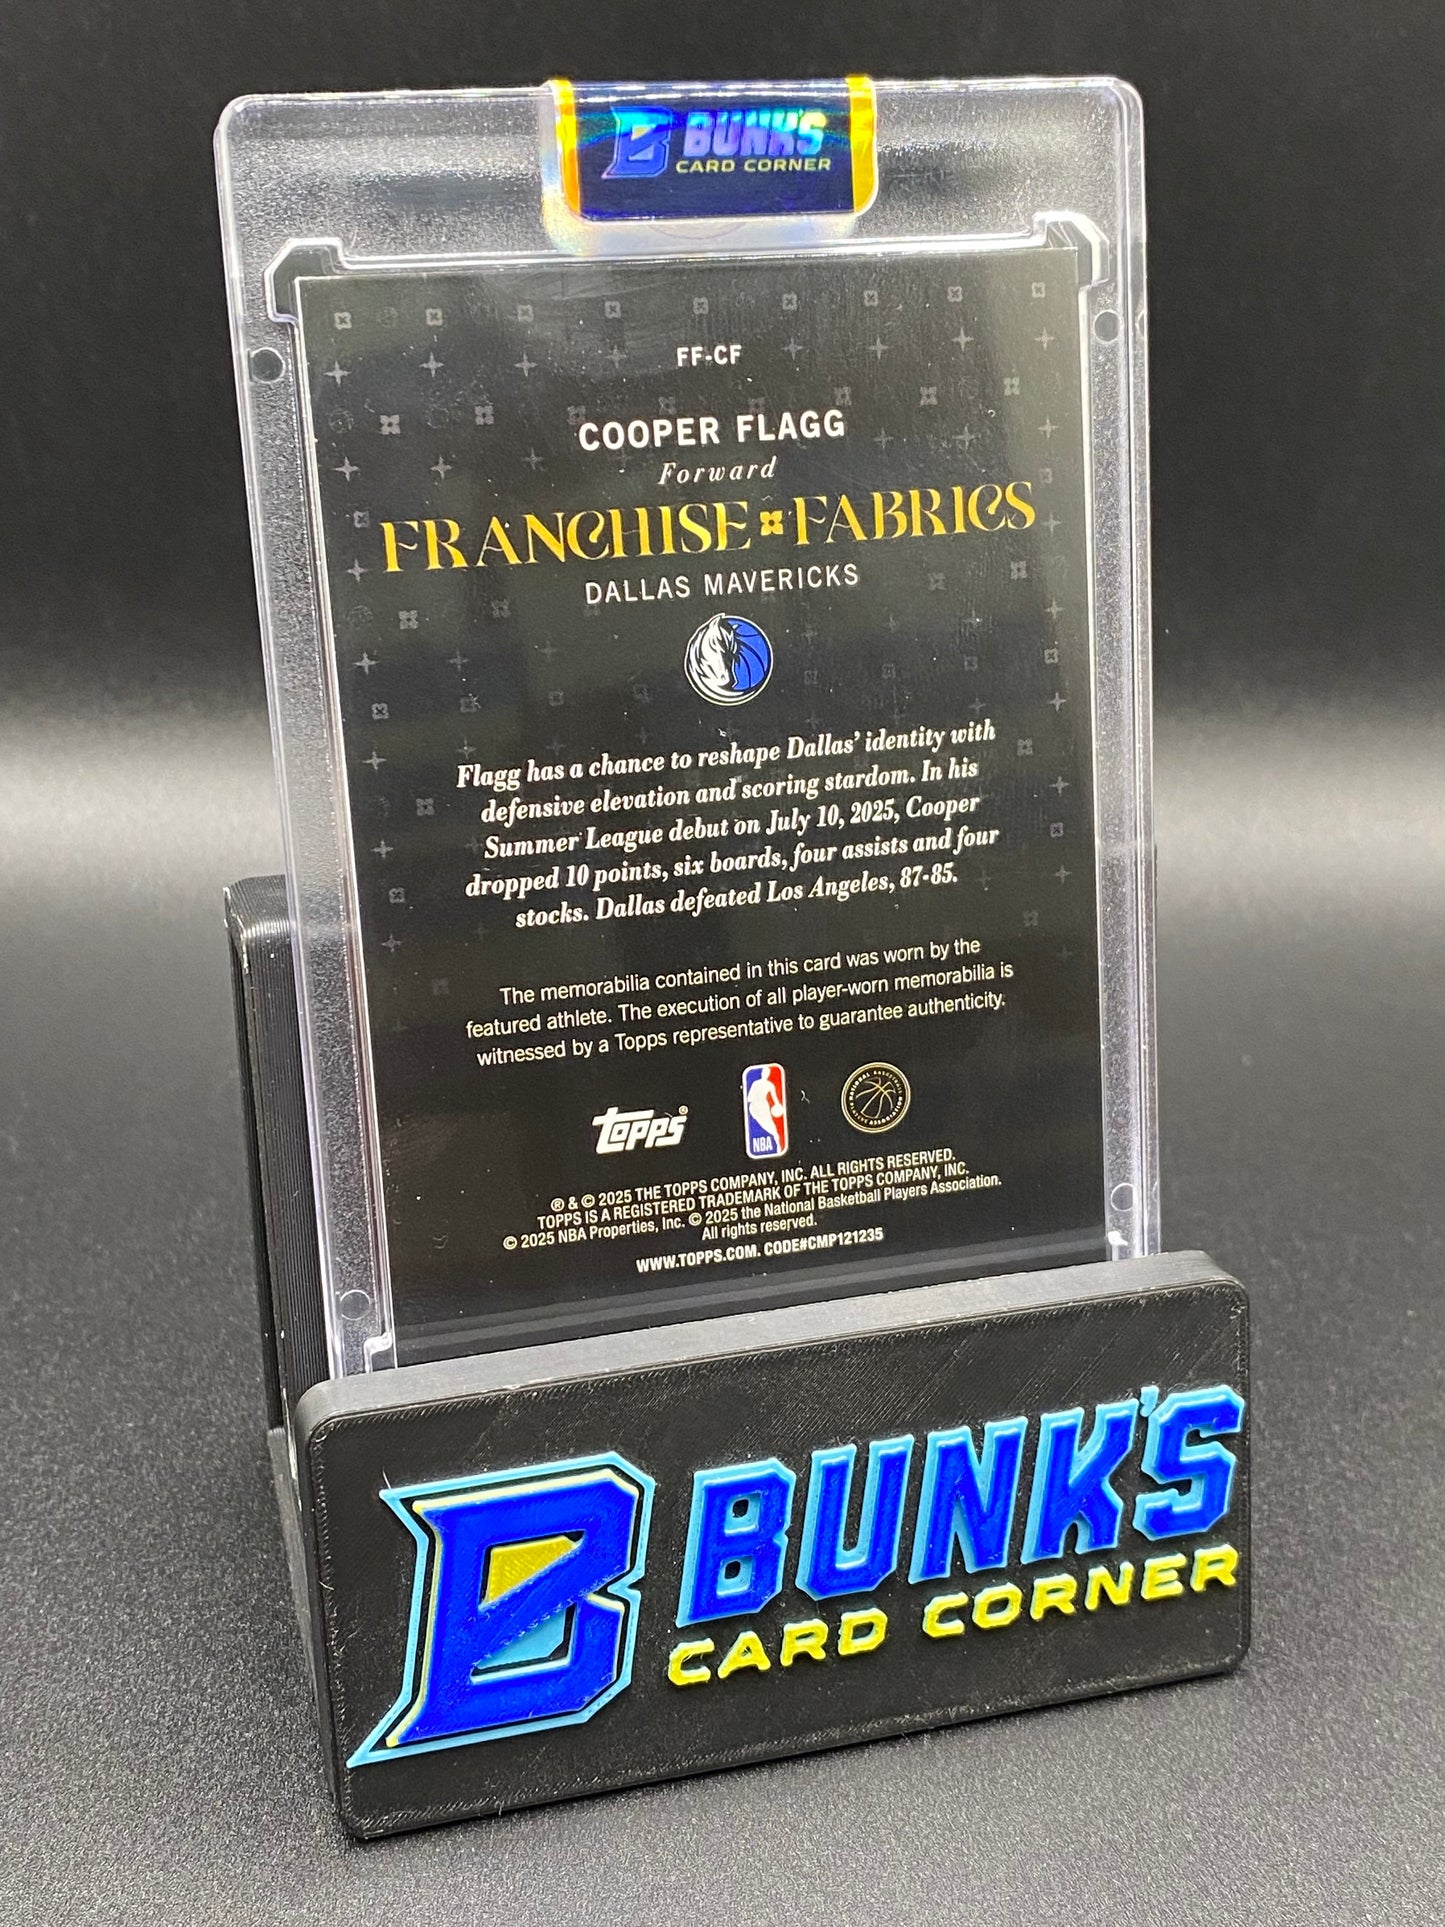 BUNK'S
CARD CORNER
FF-CF
COOPER FLAGG
Forward
FRANCHISE FABRICS
DALLAS MAVERICKS
Flagg has a chance to reshape Dallas' identity with
defensive elevation and scoring stardom. In his
Summer League debut on July 10, 2025, Cooper
dropped 10 points, six boards, four assists and four
stocks. Dallas defeated Los Angeles, 87-85.
The memorabilia contained in this card was worn by the
featured athlete. The execution of all player-worn memorabilia is
witnessed by a Topps representative to guarantee authenticity.
topps®
NBA
NATIONAL BASKETBALL PLAYERS ASSOCIATION
® & © 2025 THE TOPPS COMPANY, INC. ALL RIGHTS RESERVED.
TOPPS IS A REGISTERED TRADEMARK OF THE TOPPS COMPANY, INC.
© 2025 NBA Properties, Inc. © 2025 the National Basketball Players Association.
All rights reserved.
WWW.TOPPS.COM. CODE#CMP121235
B BUNK'S
CARD CORNER